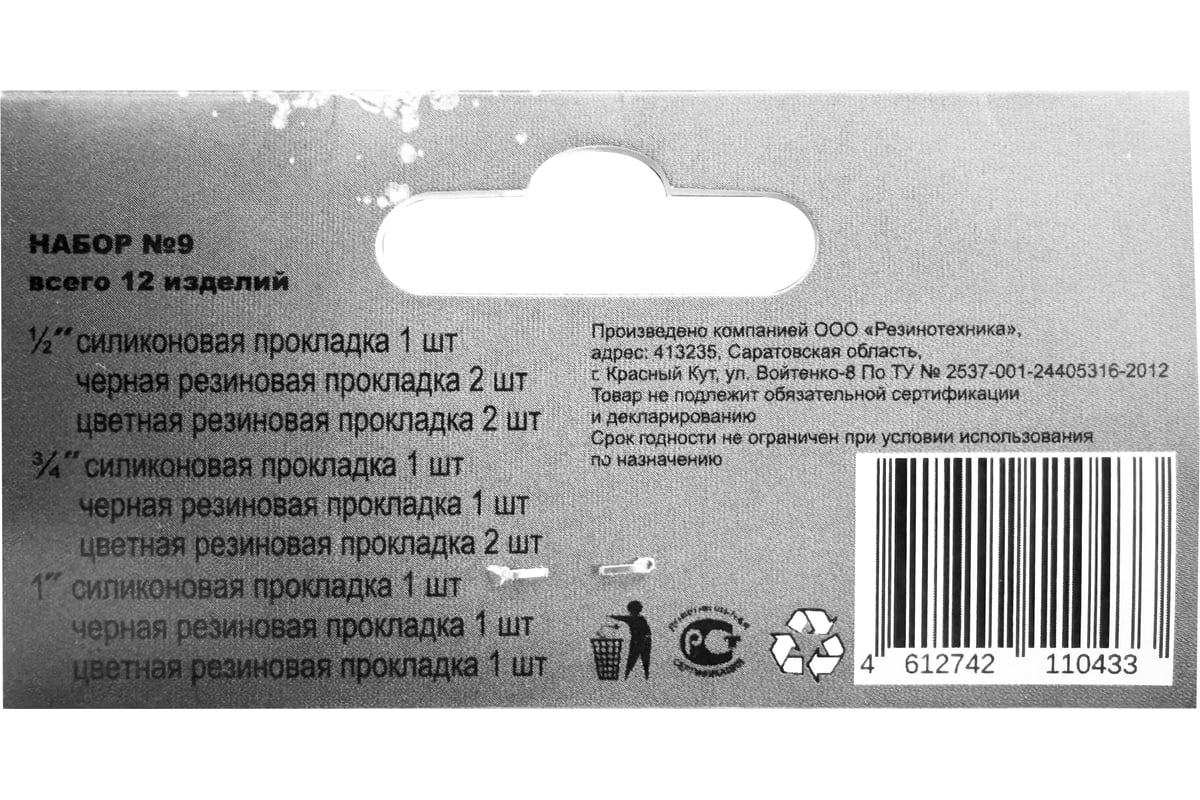 НАБОР №9
всего 12 изделий
½″ силиконовая прокладка 1 шт
черная резиновая прокладка 2 шт
цветная резиновая прокладка 2 шт
¾″ силиконовая прокладка 1 шт
черная резиновая прокладка 1 шт
цветная резиновая прокладка 2 шт
1″ силиконовая прокладка 1 шт
черная резиновая прокладка 1 шт
цветная резиновая прокладка 1 шт
Произведено компанией ООО «Резинотехника»,
адрес: 413235, Саратовская область,
г. Красный Кут, ул. Войтенко-8 По ТУ № 2537-001-24405316-2012
Товар не подлежит обязательной сертификации
и декларированию
Срок годности не ограничен при условии использования
по назначению
4 612742 110433